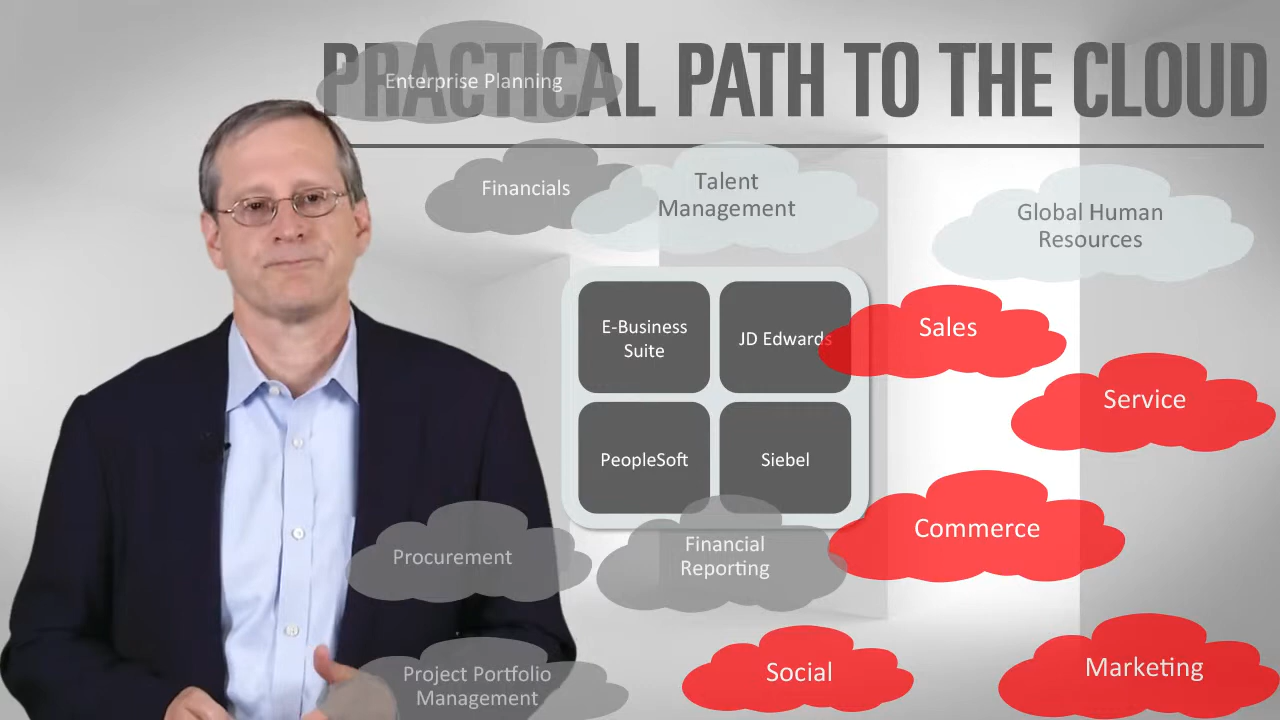 PRACTICAL PATH TO THE CLOUD
Enterprise Planning
Financials
Talent
Management
Global Human
Resources
E-Business
Suite
JD Edwards
Sales
Service
PeopleSoft
Siebel
Commerce
Procurement
Financial
Reporting
Project Portfolio
Management
Social
Marketing